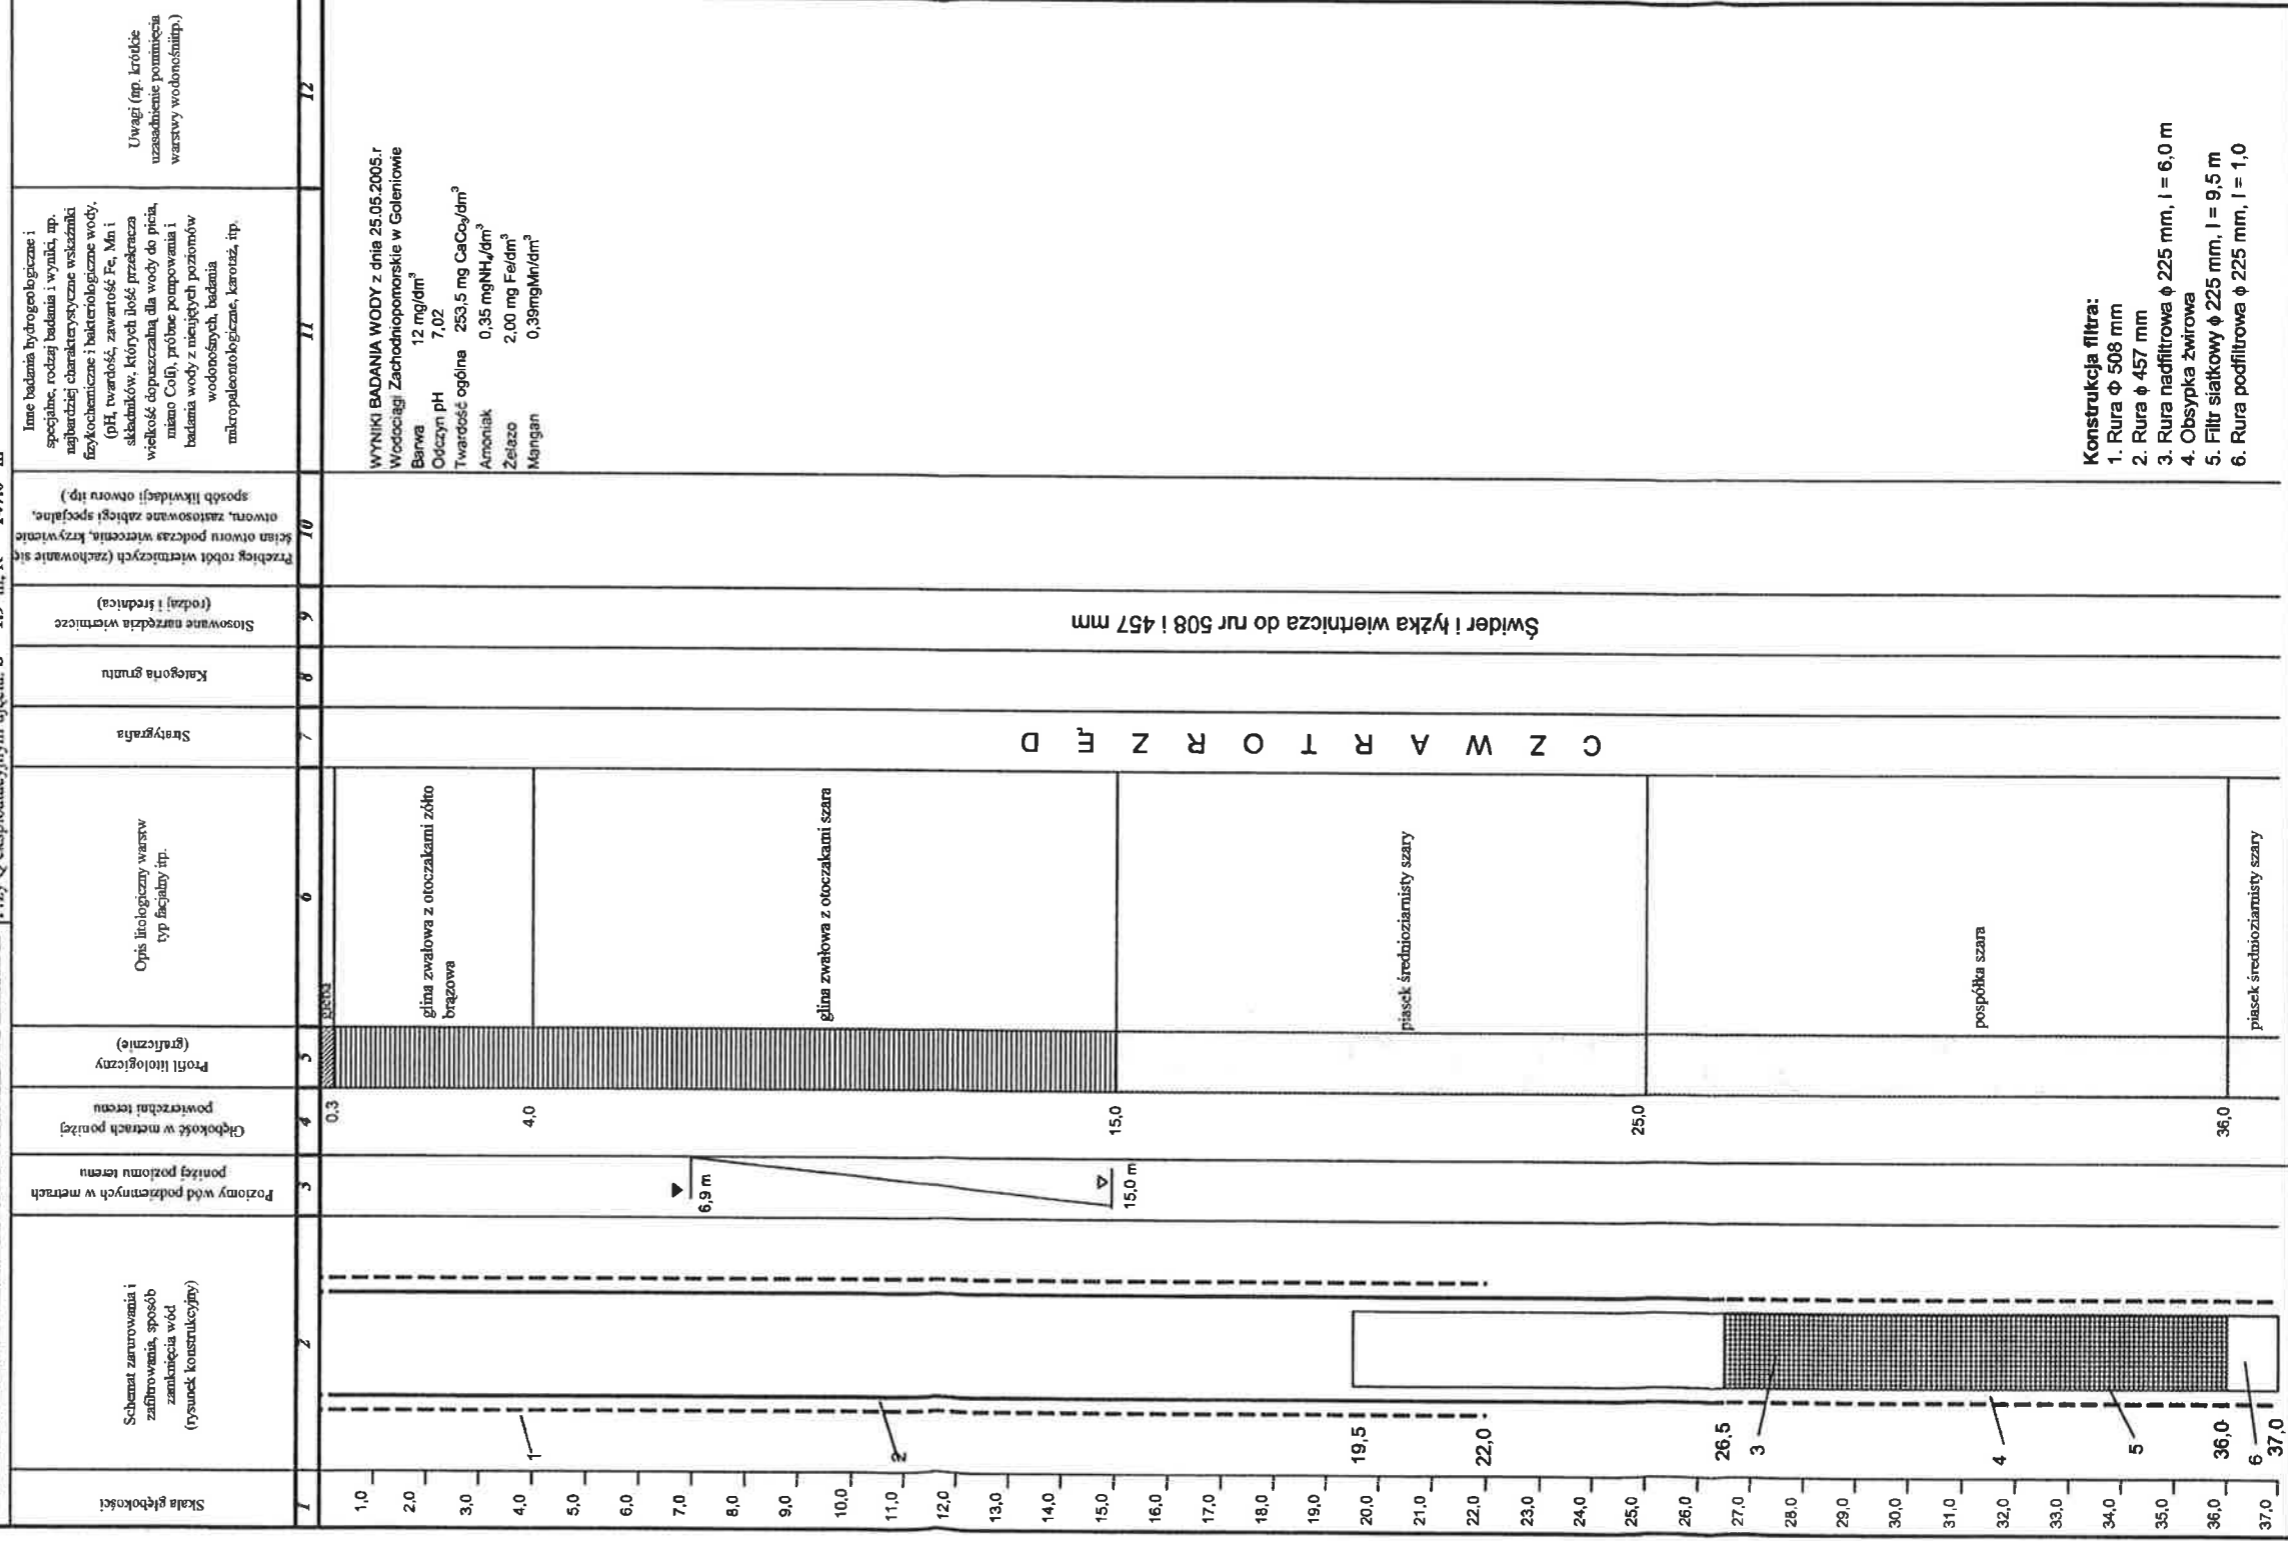 Skala głębokości
Schemat zarurowania i
zafiltrowania, sposób
zamknięcia wód
(rysunek konstrukcyjny)
Poziomy wód podziemnych w metrach
poniżej poziomu terenu
Głębokość w metrach poniżej
powierzchni terenu
Profil litologiczny
(graficznie)
Opis litologiczny warstw
typ facjalny itp.
Stratygrafia
Kategoria gruntu
Stosowane narzędzia wiertnicze
(rodzaj i średnica)
Przebieg robót wiertniczych (zachowanie się
ścian otworu podczas wiercenia, krzywienie
otworu, zastosowane zabiegi specjalne,
sposób likwidacji otworu itp.)
Inne badania hydrogeologiczne i
specjalne, rodzaj badania i wyniki, np.
najbardziej charakterystyczne wskaźniki
fizykochemiczne i bakteriologiczne wody,
(pH, twardość, zawartość Fe, Mn i
składników, których ilość przekracza
wielkość dopuszczalną dla wody do picia,
miano Coli), próbne pompowania i
badania wody z nieujętych poziomów
wodonośnych, badania
mikropaleontologiczne, karotaż, itp.
Uwagi (np. krótkie
uzasadnienie pominięcia
warstwy wodonośniitp.)
1
2
3
4
5
6
7
8
9
10
11
12
1,0
2,0
3,0
4,0
5,0
6,0
7,0
8,0
9,0
10,0
11,0
12,0
13,0
14,0
15,0
16,0
17,0
18,0
19,0
20,0
21,0
22,0
23,0
24,0
25,0
26,0
27,0
28,0
29,0
30,0
31,0
32,0
33,0
34,0
35,0
36,0
37,0
1
2
19,5
22,0
26,5
3
4
5
36,0
6
37,0
6,9 m
15,0 m
0,3
4,0
15,0
25,0
36,0
gleba
glina zwałowa z otoczakami żółto
brązowa
glina zwałowa z otoczakami szara
piasek średnioziarnisty szary
pospółka szara
piasek średnioziarnisty szary
C Z W A R T O R Z Ę D
Świder i łyżka wiertnicza do rur 508 i 457 mm
WYNIKI BADANIA WODY z dnia 25.05.2005.r
Wodociągi Zachodniopomorskie w Goleniowie
Barwa 12 mg/dm³
Odczyn pH 7,02
Twardość ogólna 253,5 mg CaCo₃/dm³
Amoniak 0,35 mgNH₄/dm³
Żelazo 2,00 mg Fe/dm³
Mangan 0,39mgMn/dm³
Konstrukcja filtra:
1. Rura Φ 508 mm
2. Rura ϕ 457 mm
3. Rura nadfiltrowa ϕ 225 mm, l = 6,0 m
4. Obsypka żwirowa
5. Filtr siatkowy ϕ 225 mm, l = 9,5 m
6. Rura podfiltrowa ϕ 225 mm, l = 1,0